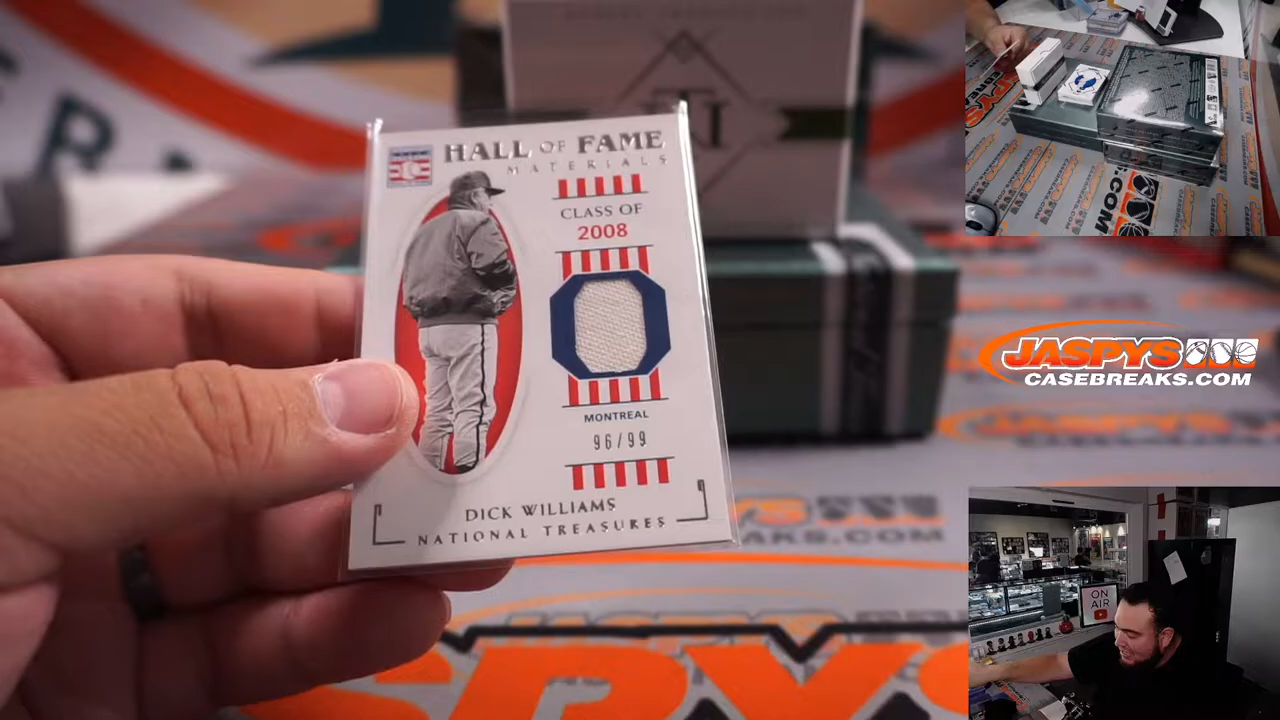 HALL OF FAME
MATERIALS
CLASS OF
2008
MONTREAL
96/99
DICK WILLIAMS
NATIONAL TREASURES
JASPYS
CASEBREAKS.COM
ON
AIR